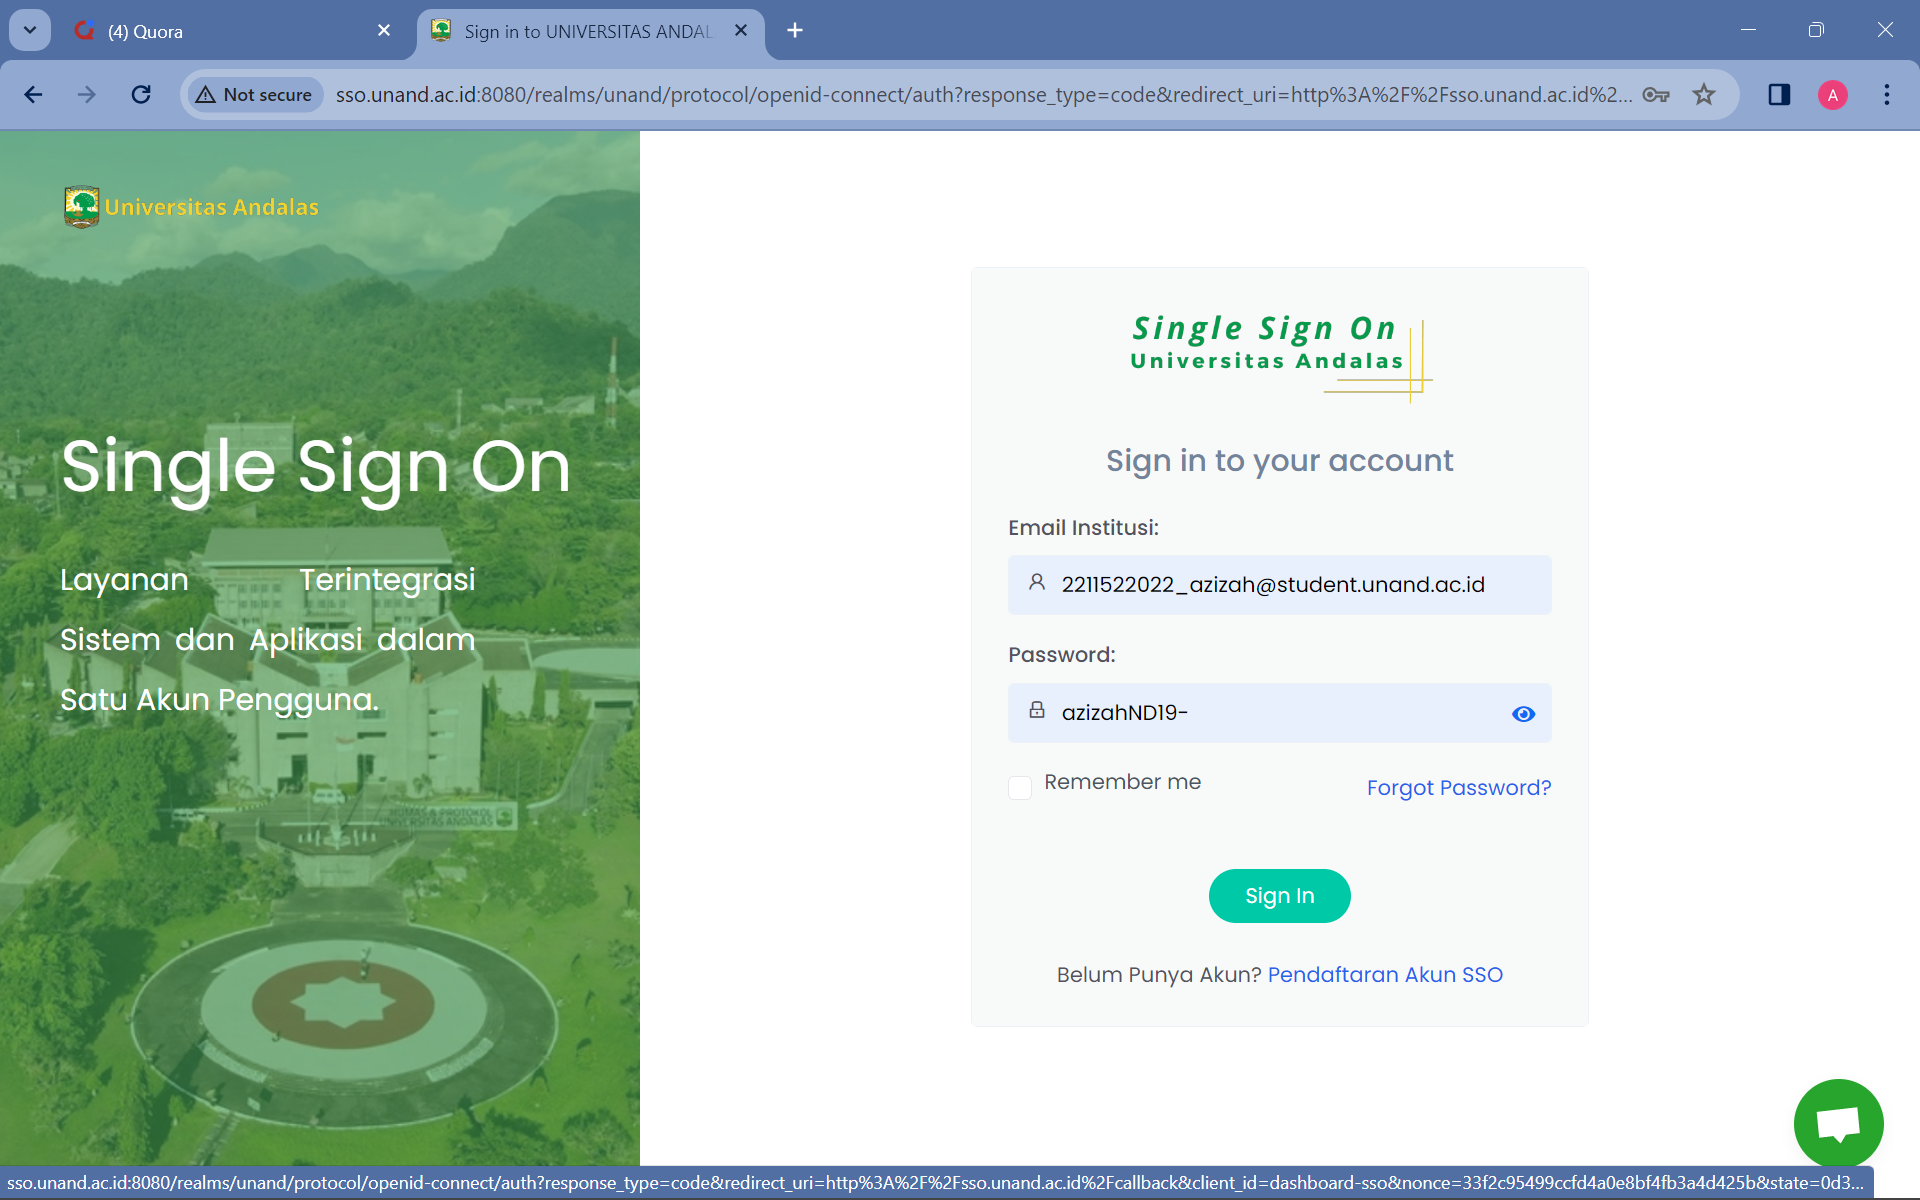 (4) Quora
Sign in to UNIVERSITAS ANDAL
Not secure
sso.unand.ac.id:8080/realms/unand/protocol/openid-connect/auth?response_type=code&redirect_uri=http%3A%2F%2Fsso.unand.ac.id%2...
A
Universitas Andalas
Single Sign On
Layanan Terintegrasi
Sistem dan Aplikasi dalam
Satu Akun Pengguna.
HUMAS & PROTOKOL
UNIVERSITAS ANDALAS
Single Sign On
Universitas Andalas
Sign in to your account
Email Institusi:
2211522022_azizah@student.unand.ac.id
Password:
azizahND19-
Remember me
Forgot Password?
Sign In
Belum Punya Akun? Pendaftaran Akun SSO
sso.unand.ac.id:8080/realms/unand/protocol/openid-connect/auth?response_type=code&redirect_uri=http%3A%2F%2Fsso.unand.ac.id%2Fcallback&client_id=dashboard-sso&nonce=33f2c95499ccfd4a0e8bf4fb3a4d425b&state=0d3...